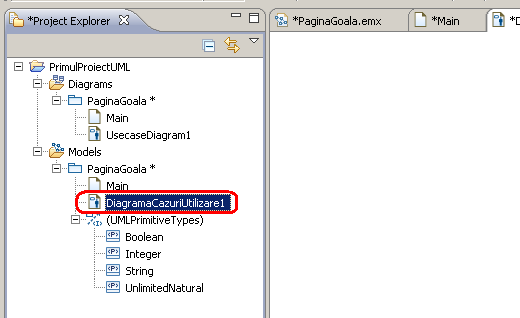 *Project Explorer
*PaginaGoala.emx
*Main
*D
PrimulProiectUML
Diagrams
PaginaGoala *
Main
UsecaseDiagram1
Models
PaginaGoala *
Main
DiagramaCazuriUtilizare1
(UMLPrimitiveTypes)
<P> Boolean
<P> Integer
<P> String
<P> UnlimitedNatural